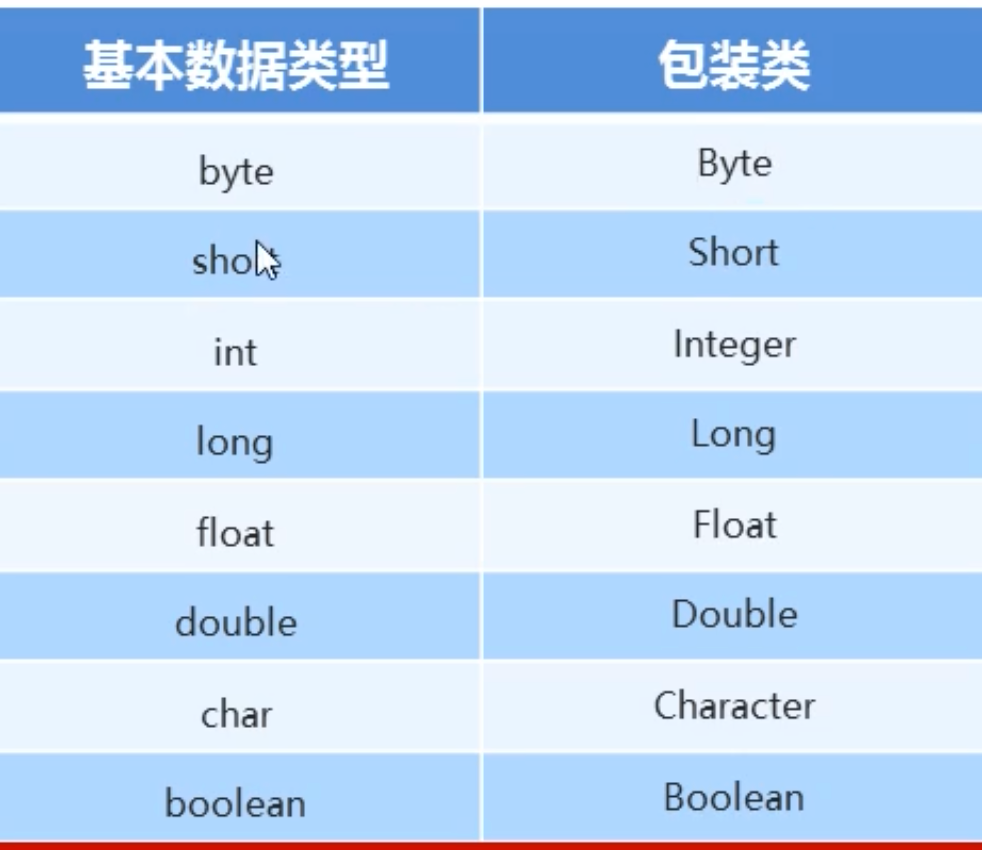 基本数据类型 包装类
byte Byte
short Short
int Integer
long Long
float Float
double Double
char Character
boolean Boolean